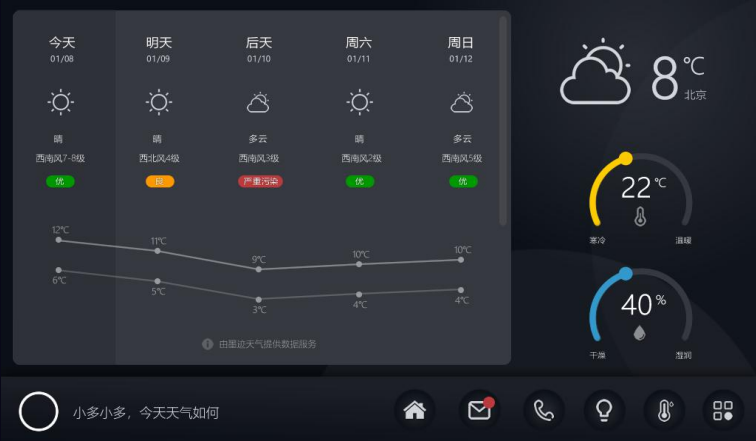 今天 明天 后天 周六 周日
01/08 01/09 01/10 01/11 01/12
晴 晴 多云 晴 多云
西南风7-8级 西北风4级 西南风3级 西南风2级 西南风5级
优 良 严重污染 优 优
12℃ 11℃ 9℃ 10℃ 10℃
6℃ 5℃ 3℃ 4℃ 4℃
由墨迹天气提供数据服务
8℃
北京
22℃
寒冷 温暖
40%
干燥 湿润
小多小多，今天天气如何